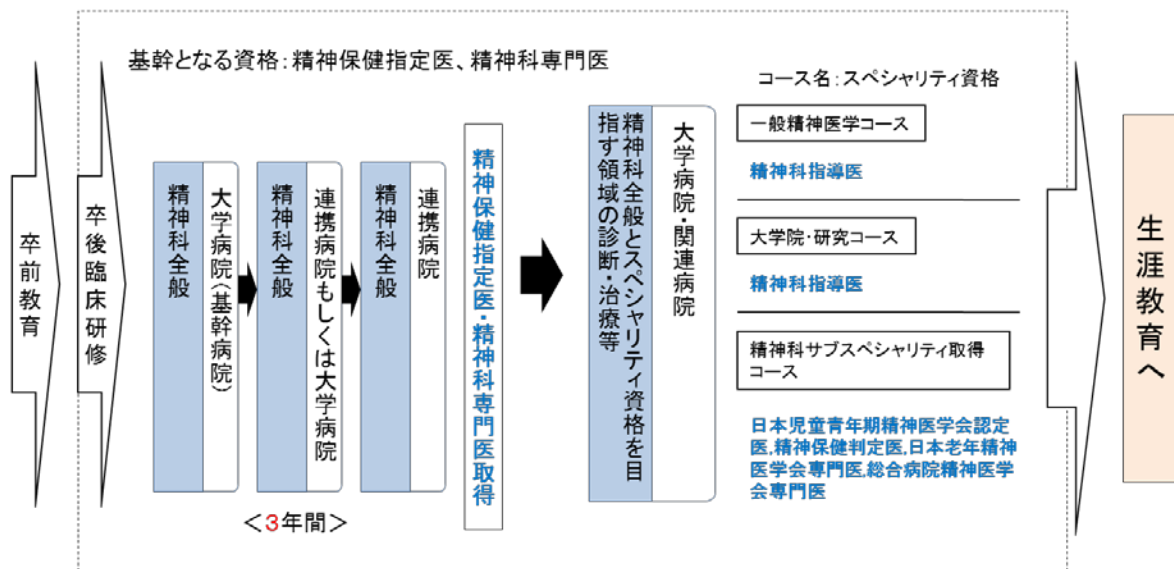 基幹となる資格：精神保健指定医、精神科専門医
卒前教育
卒後臨床研修
精神科全般
大学病院（基幹病院）
精神科全般
連携病院もしくは大学病院
精神科全般
連携病院
＜３年間＞
精神保健指定医・精神科専門医取得
精神科全般とスペシャリティ資格を目
指す領域の診断・治療等
大学病院・関連病院
コース名：スペシャリティ資格
一般精神医学コース
精神科指導医
大学院・研究コース
精神科指導医
精神科サブスペシャリティ取得
コース
日本児童青年期精神医学会認定
医,精神保健判定医,日本老年精神
医学会専門医,総合病院精神医学
会専門医
生涯教育へ